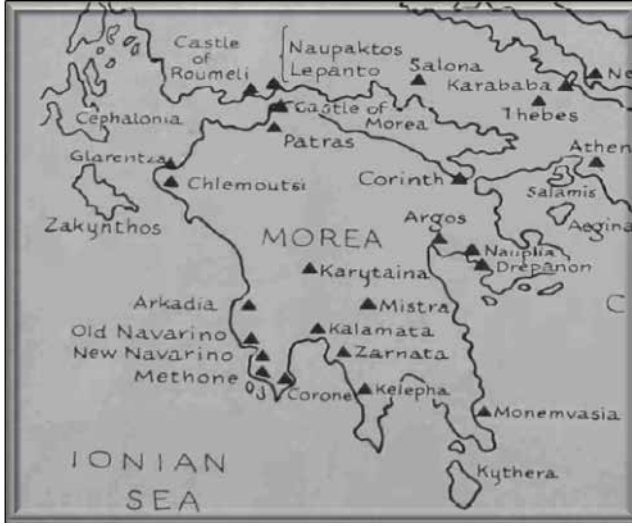 Castle
of
Roumeli
Naupaktos
Lepanto
Salona
Karababa
Ne
Thebes
Castle of
Morea
Cephalonia
Patras
Athen
Glarentza
Chlemoutsi
Corinth
Salamis
Zakynthos
Aegina
Argos
MOREA
Nauplia
Drepanon
Karytaina
C
Arkadia
Mistra
Old Navarino
Kalamata
New Navarino
Zarnata
Methone
Corone
Kelepha
Monemvasia
IONIAN
SEA
Kythera